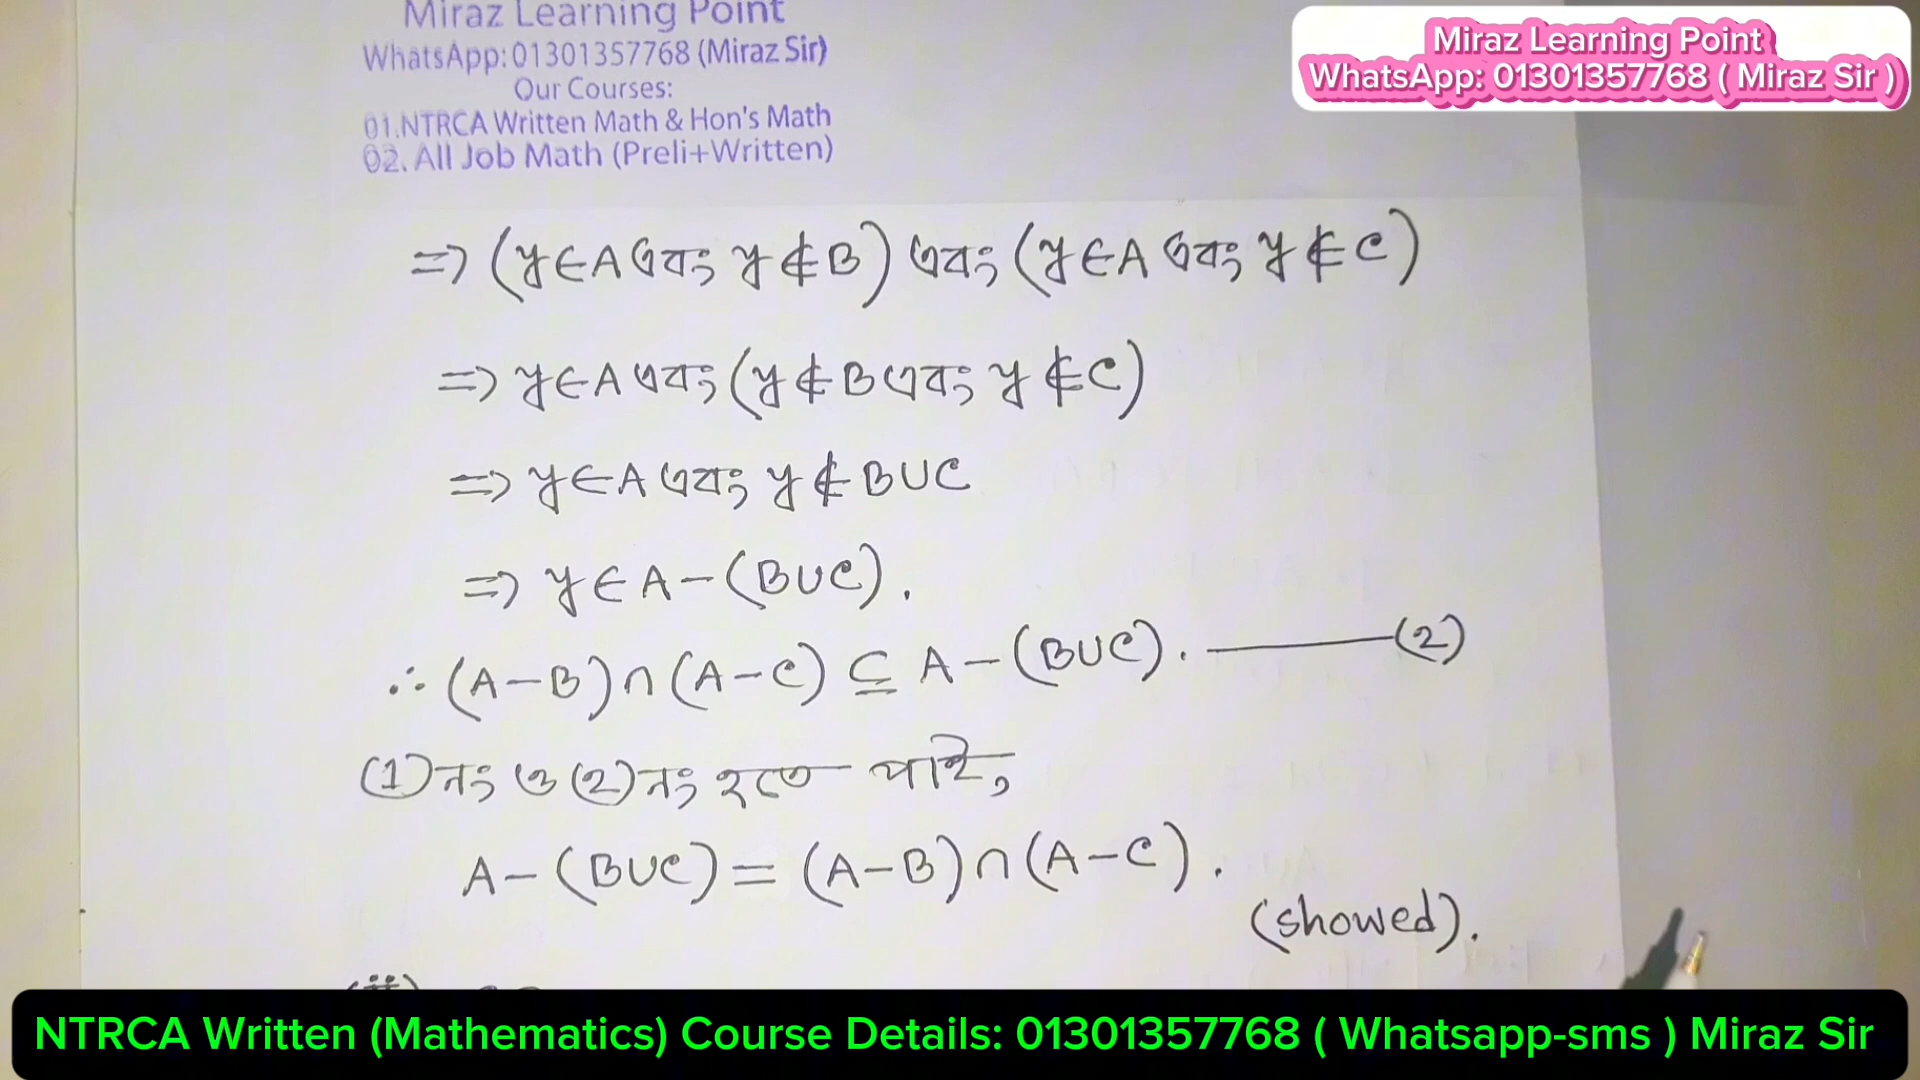 Miraz Learning Point
WhatsApp: 01301357768 (Miraz Sir)
Our Courses:
01.NTRCA Written Math & Hon's Math
02. All Job Math (Preli+Written)
Miraz Learning Point
WhatsApp: 01301357768 ( Miraz Sir )
=> (y∈A এবং y∉B) এবং (y∈A এবং y∉C)
=> y∈A এবং (y∉B এবং y∉C)
=> y∈A এবং y∉B∪C
=> y∈A-(B∪C).
∴ (A-B)∩(A-C) ⊆ A-(B∪C). ———(2)
(1)নং ও (2)নং হতে পাই,
A-(B∪C) = (A-B)∩(A-C).
(showed).
NTRCA Written (Mathematics) Course Details: 01301357768 ( Whatsapp-sms ) Miraz Sir